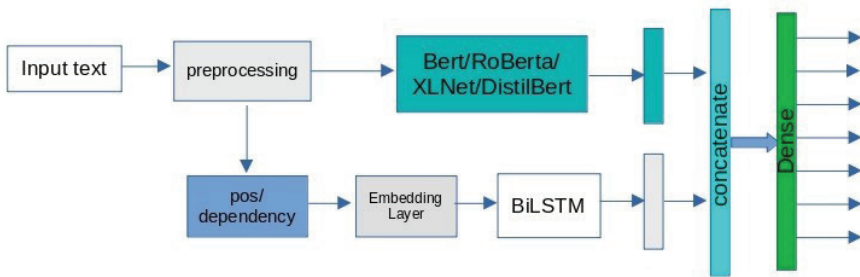 Input text
preprocessing
Bert/RoBerta/
XLNet/DistilBert
pos/
dependency
Embedding
Layer
BiLSTM
concatenate
Dense